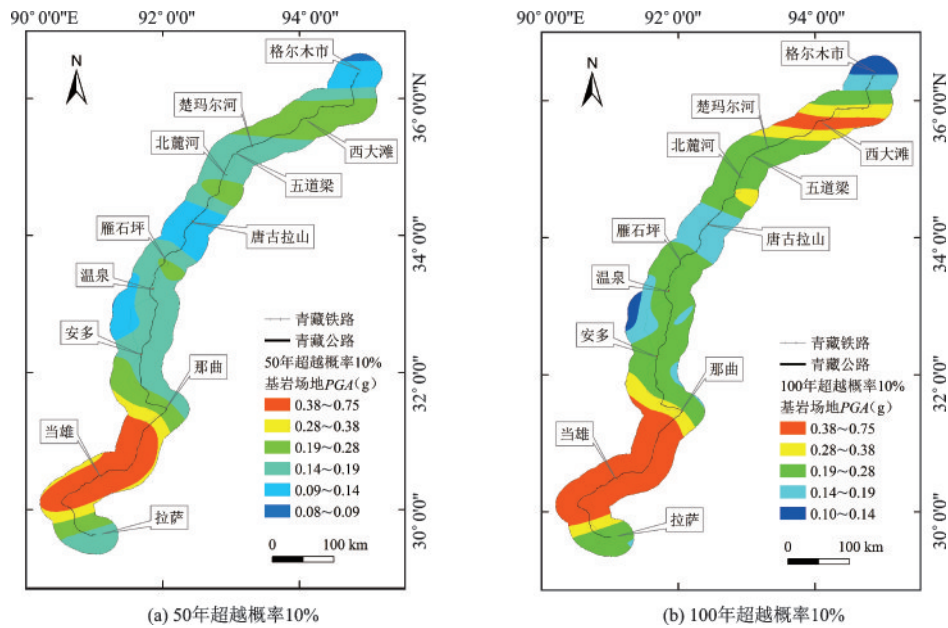 90° 0'0"E
92° 0'0"
94° 0'0"
N
格尔木市
楚玛尔河
北麓河
西大滩
五道梁
雁石坪
唐古拉山
温泉
安多
那曲
当雄
拉萨
36° 0'0"N
34° 0'0"
32° 0'0"
30° 0'0"
青藏铁路
青藏公路
50年超越概率10%
基岩场地PGA(g)
0.38~0.75
0.28~0.38
0.19~0.28
0.14~0.19
0.09~0.14
0.08~0.09
0 100 km
(a) 50年超越概率10%
90° 0'0"E
92° 0'0"
94° 0'0"
N
格尔木市
楚玛尔河
北麓河
西大滩
五道梁
雁石坪
唐古拉山
温泉
安多
那曲
当雄
拉萨
36° 0'0"N
34° 0'0"
32° 0'0"
30° 0'0"
青藏铁路
青藏公路
100年超越概率10%
基岩场地PGA(g)
0.38~0.75
0.28~0.38
0.19~0.28
0.14~0.19
0.10~0.14
0 100 km
(b) 100年超越概率10%